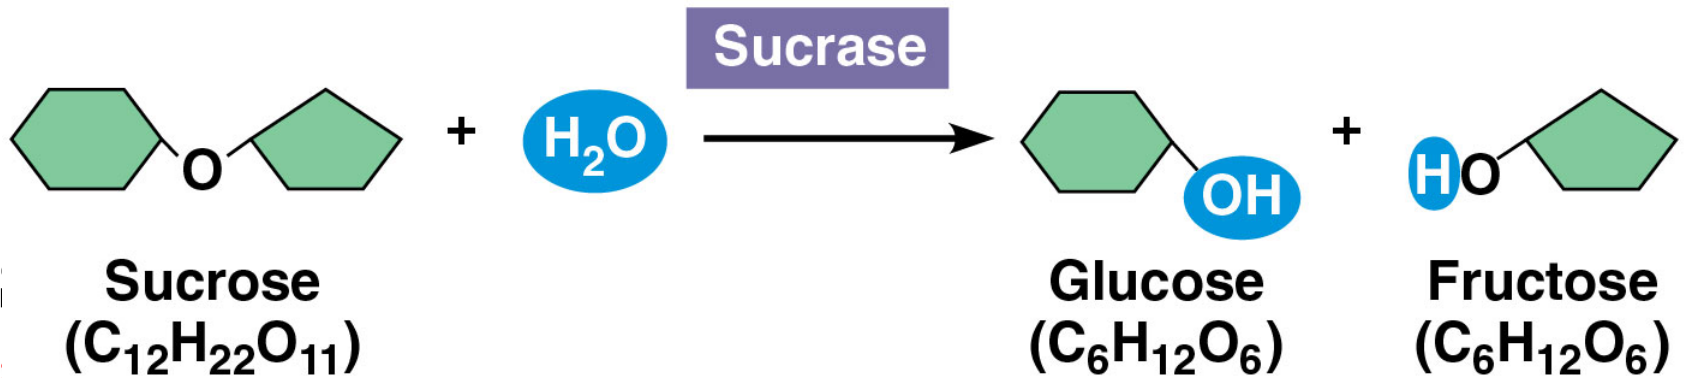 Sucrase
O + H₂O OH + HO
Sucrose Glucose Fructose
(C₁₂H₂₂O₁₁) (C₆H₁₂O₆) (C₆H₁₂O₆)